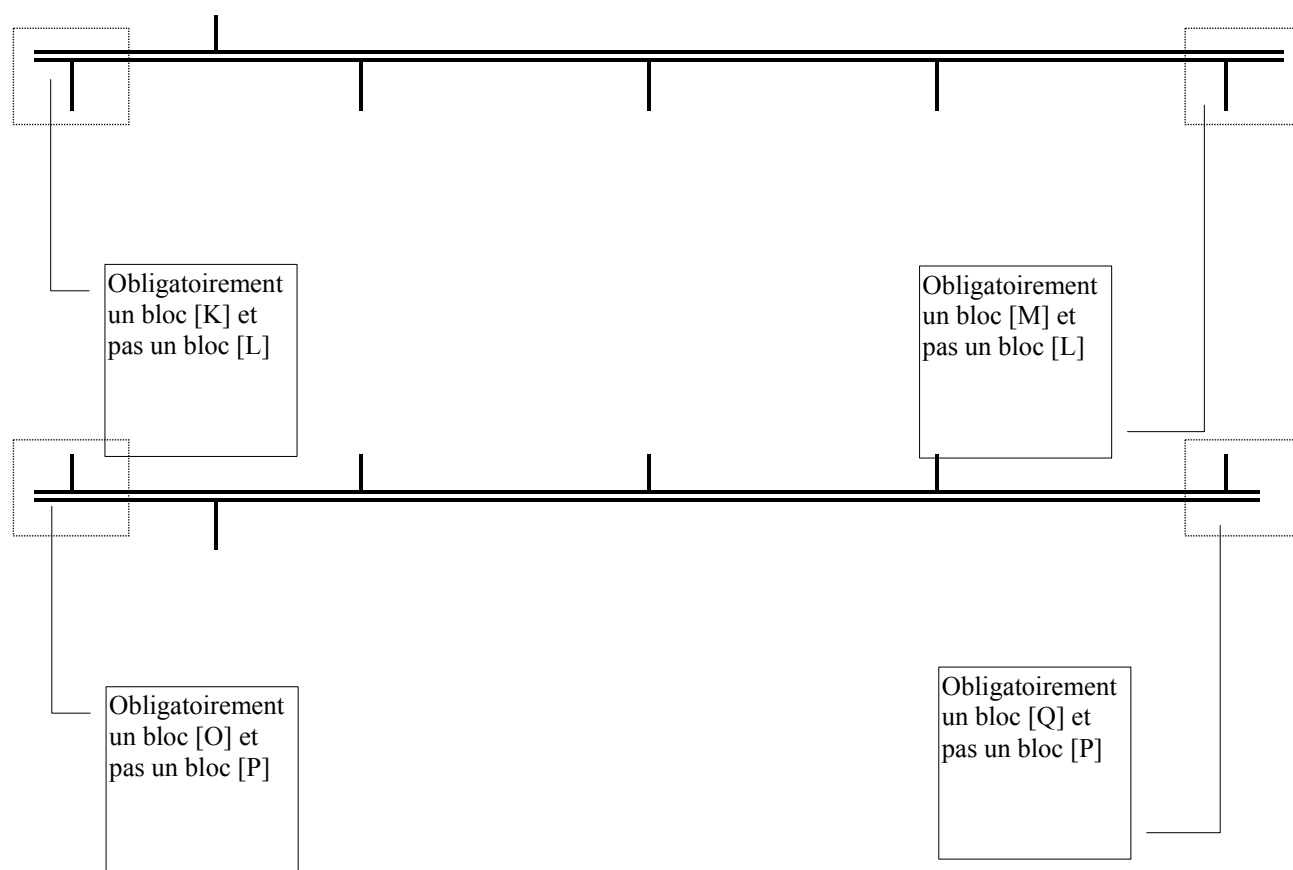 Obligatoirement
un bloc [K] et
pas un bloc [L]
Obligatoirement
un bloc [M] et
pas un bloc [L]
Obligatoirement
un bloc [O] et
pas un bloc [P]
Obligatoirement
un bloc [Q] et
pas un bloc [P]